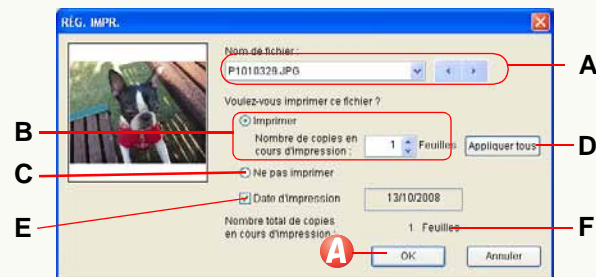 RÉG. IMPR.
Nom de fichier :
P1010329.JPG
A
Voulez-vous imprimer ce fichier ?
Imprimer
B
Nombre de copies en
cours d'impression :
1 Feuilles
Appliquer tous
D
C
Ne pas imprimer
E
Date d'impression
13/10/2008
Nombre total de copies
en cours d'impression :
1 Feuilles
F
A
OK
Annuler